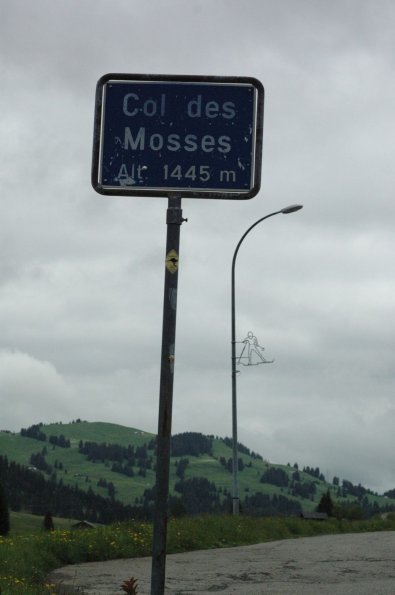 Col des
Mosses
Alt. 1445 m